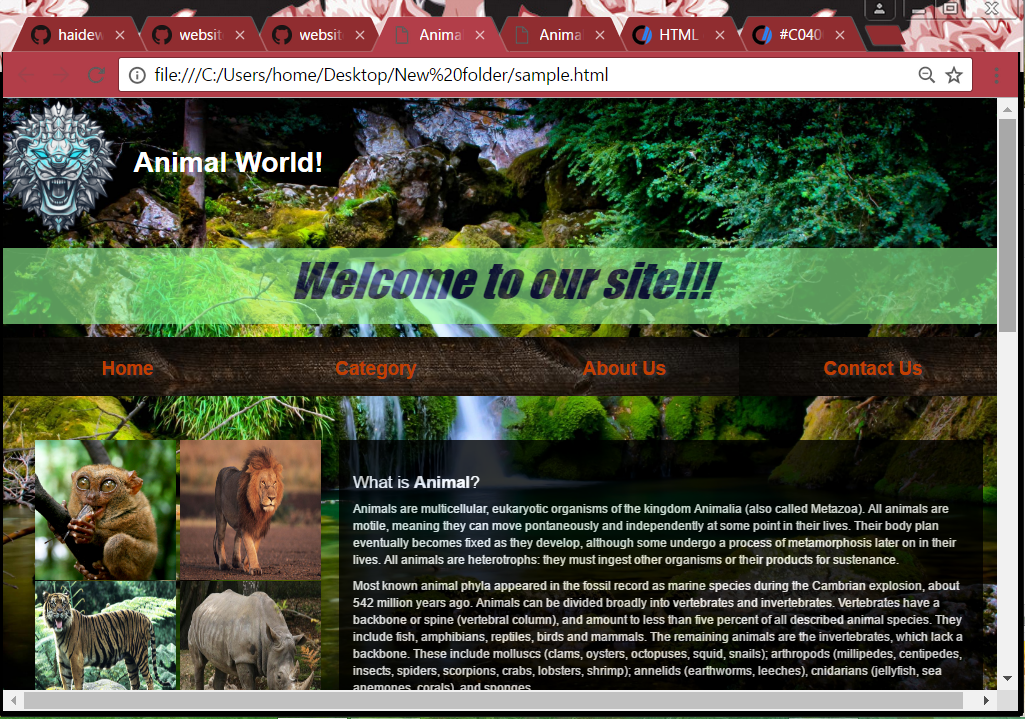 haidew
websit
websit
Anima
Anima
HTML
#C040
file:///C:/Users/home/Desktop/New%20folder/sample.html
Animal World!
Welcome to our site!!!
Home
Category
About Us
Contact Us
What is Animal?
Animals are multicellular, eukaryotic organisms of the kingdom Animalia (also called Metazoa). All animals are
motile, meaning they can move pontaneously and independently at some point in their lives. Their body plan
eventually becomes fixed as they develop, although some undergo a process of metamorphosis later on in their
lives. All animals are heterotrophs: they must ingest other organisms or their products for sustenance.
Most known animal phyla appeared in the fossil record as marine species during the Cambrian explosion, about
542 million years ago. Animals can be divided broadly into vertebrates and invertebrates. Vertebrates have a
backbone or spine (vertebral column), and amount to less than five percent of all described animal species. They
include fish, amphibians, reptiles, birds and mammals. The remaining animals are the invertebrates, which lack a
backbone. These include molluscs (clams, oysters, octopuses, squid, snails); arthropods (millipedes, centipedes,
insects, spiders, scorpions, crabs, lobsters, shrimp); annelids (earthworms, leeches), cnidarians (jellyfish, sea
anemones, corals), and sponges.